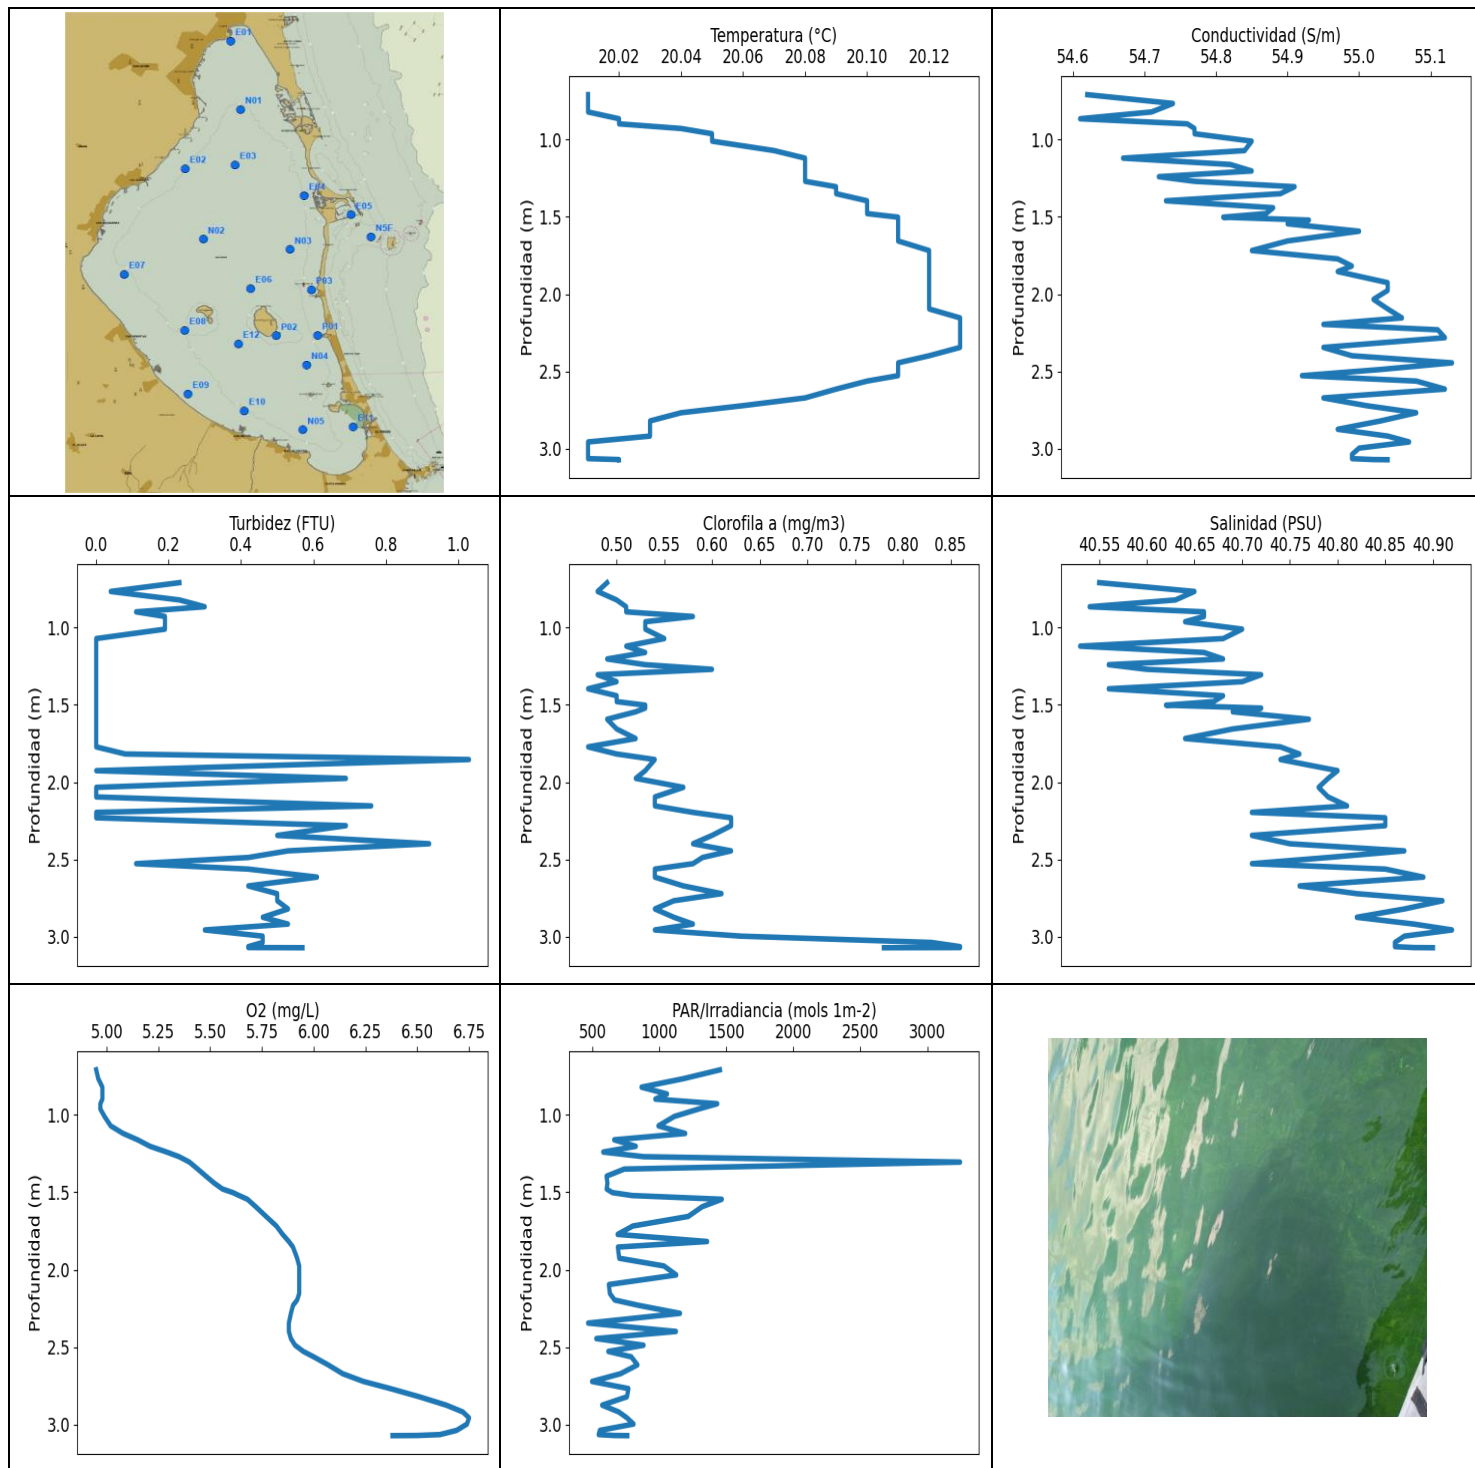 E01
N01
E02
E03
E04
E05
N5F
N02
N03
E07
E06
P03
E08
E12
P02
P01
N04
E09
E10
N05
E11
Temperatura (°C)
20.02 20.04 20.06 20.08 20.10 20.12
Profundidad (m)
1.0
1.5
2.0
2.5
3.0
Conductividad (S/m)
54.6 54.7 54.8 54.9 55.0 55.1
Profundidad (m)
1.0
1.5
2.0
2.5
3.0
Turbidez (FTU)
0.0 0.2 0.4 0.6 0.8 1.0
Profundidad (m)
1.0
1.5
2.0
2.5
3.0
Clorofila a (mg/m3)
0.50 0.55 0.60 0.65 0.70 0.75 0.80 0.85
Profundidad (m)
1.0
1.5
2.0
2.5
3.0
Salinidad (PSU)
40.55 40.60 40.65 40.70 40.75 40.80 40.85 40.90
Profundidad (m)
1.0
1.5
2.0
2.5
3.0
O2 (mg/L)
5.00 5.25 5.50 5.75 6.00 6.25 6.50 6.75
Profundidad (m)
1.0
1.5
2.0
2.5
3.0
PAR/Irradiancia (mols 1m-2)
500 1000 1500 2000 2500 3000
Profundidad (m)
1.0
1.5
2.0
2.5
3.0